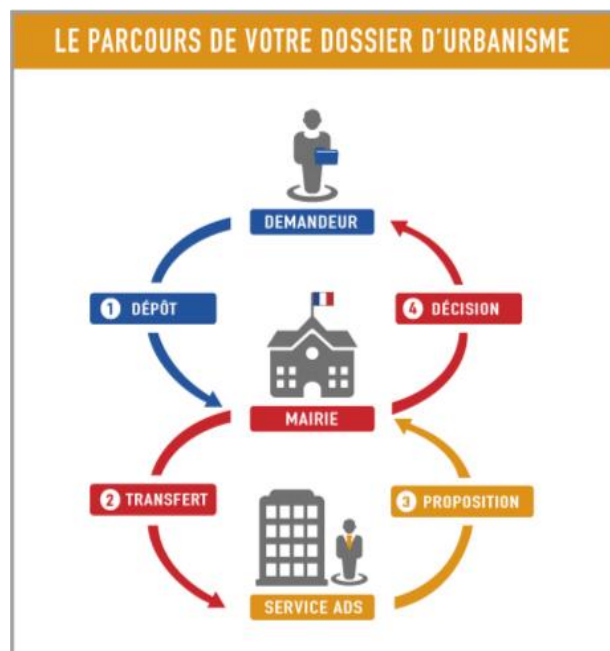 LE PARCOURS DE VOTRE DOSSIER D'URBANISME
DEMANDEUR
1 DÉPÔT
4 DÉCISION
MAIRIE
2 TRANSFERT
3 PROPOSITION
SERVICE ADS